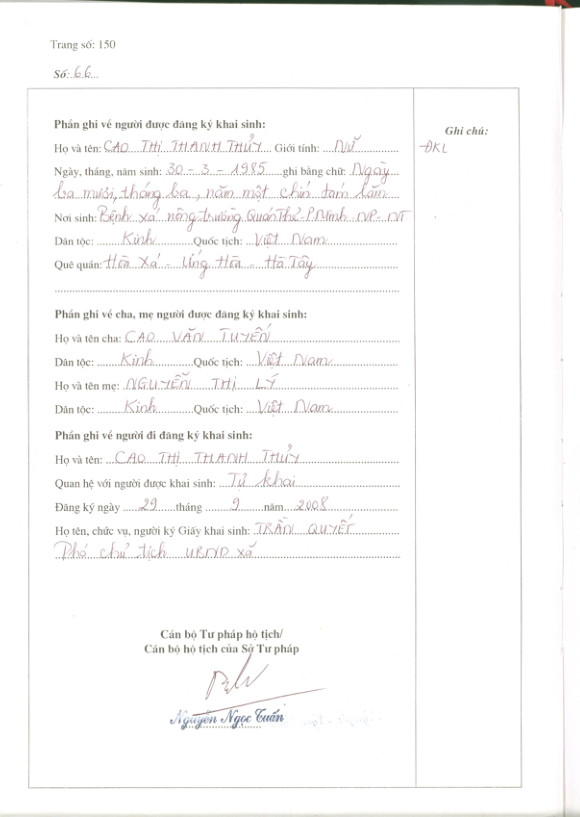 Trang số: 150
Số: 66
Phần ghi về người được đăng ký khai sinh:
Ghi chú:
Họ và tên: CAO THỊ THANH THỦY Giới tính: Nữ
ĐKL
Ngày, tháng, năm sinh: 30 - 3 - 1985 ghi bằng chữ: Ngày
ba mươi, tháng ba, năm một chín tám lăm
Nơi sinh: Bệnh xá nông trường Quán Thẻ - P. Minh - NP - NT
Dân tộc: Kinh Quốc tịch: Việt Nam
Quê quán: Hòa Xá - Ứng Hòa - Hà Tây
Phần ghi về cha, mẹ người được đăng ký khai sinh:
Họ và tên cha: CAO VĂN TUYẾN
Dân tộc: Kinh Quốc tịch: Việt Nam
Họ và tên mẹ: NGUYỄN THỊ LÝ
Dân tộc: Kinh Quốc tịch: Việt Nam
Phần ghi về người đi đăng ký khai sinh:
Họ và tên: CAO THỊ THANH THỦY
Quan hệ với người được khai sinh: Tự khai
Đăng ký ngày 29 tháng 9 năm 2008
Họ tên, chức vụ, người ký Giấy khai sinh: TRẦN QUYẾT
Phó chủ tịch UBND xã
Cán bộ Tư pháp hộ tịch/
Cán bộ hộ tịch của Sở Tư pháp
Nguyễn Ngọc Tuấn